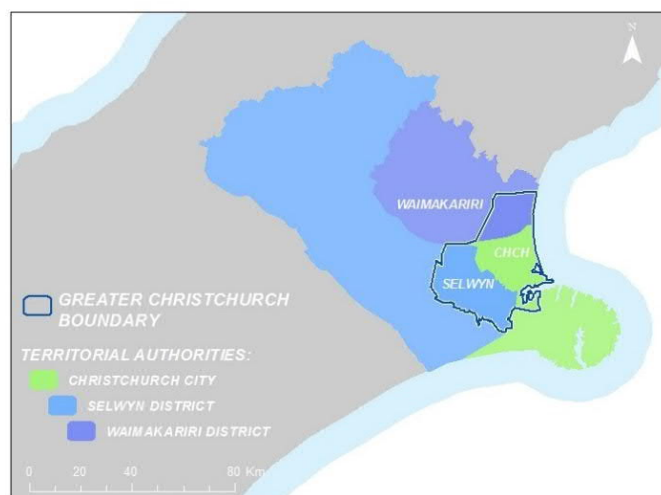 N
WAIMAKARIRI
CHCH
SELWYN
GREATER CHRISTCHURCH
BOUNDARY
TERRITORIAL AUTHORITIES:
CHRISTCHURCH CITY
SELWYN DISTRICT
WAIMAKARIRI DISTRICT
0 20 40 80 Km